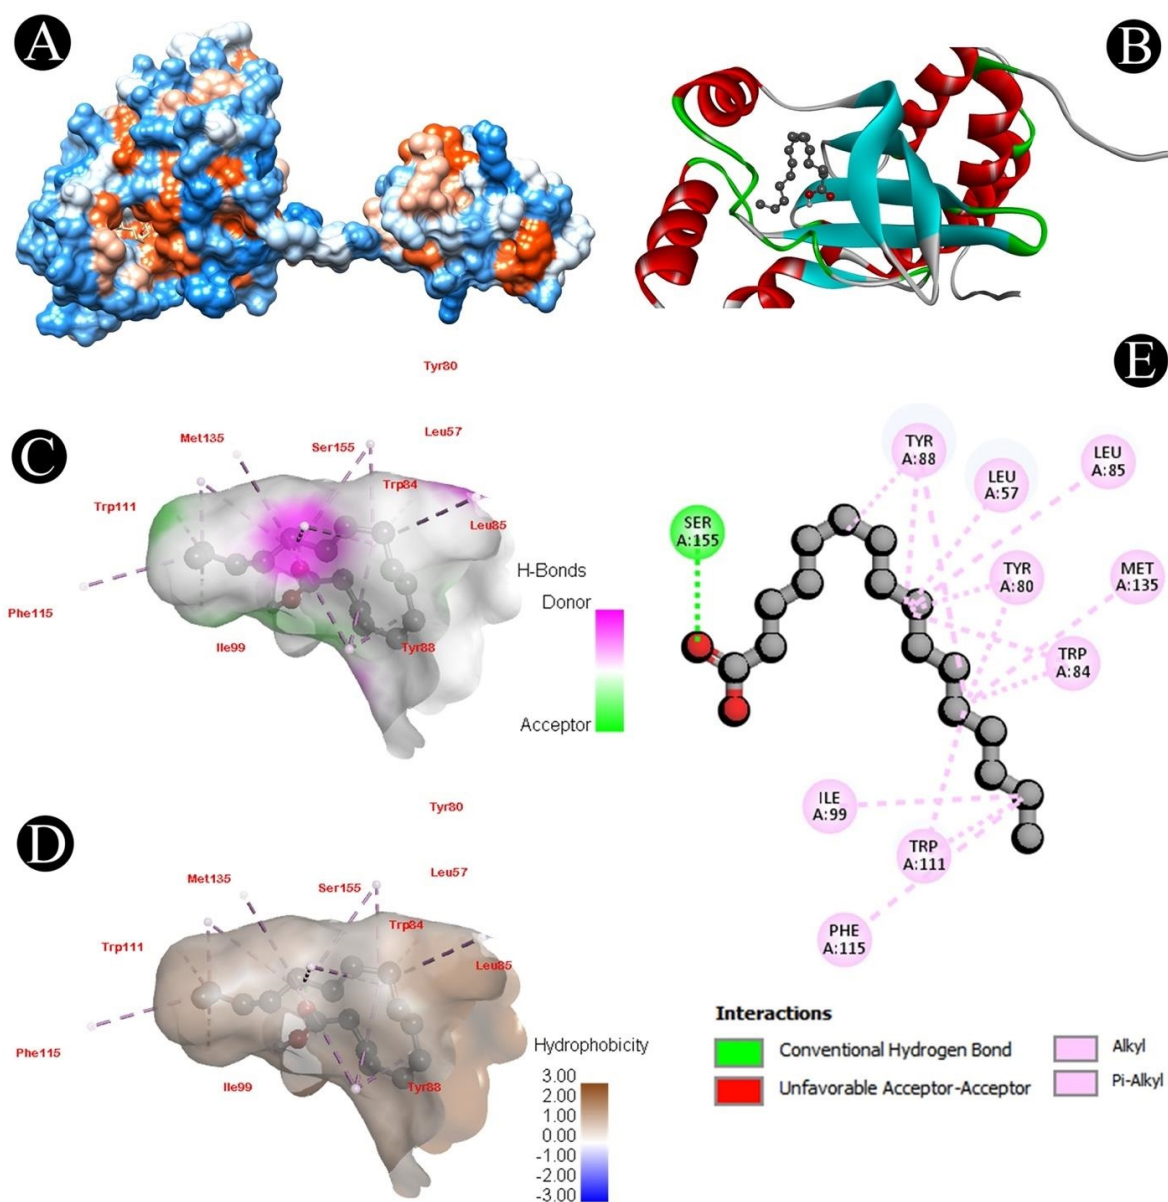 A
B
Tyr80
E
C
Met135
Ser155
Leu57
Trp111
Trp84
Leu85
Phe115
Ile99
Tyr88
H-Bonds
Donor
Acceptor
TYR
A:88
LEU
A:57
LEU
A:85
SER
A:155
TYR
A:80
MET
A:135
TRP
A:84
ILE
A:99
TRP
A:111
PHE
A:115
Tyr80
D
Met135
Ser155
Leu57
Trp111
Trp84
Leu85
Phe115
Ile99
Tyr88
Hydrophobicity
3.00
2.00
1.00
0.00
-1.00
-2.00
-3.00
Interactions
Conventional Hydrogen Bond
Unfavorable Acceptor-Acceptor
Alkyl
Pi-Alkyl